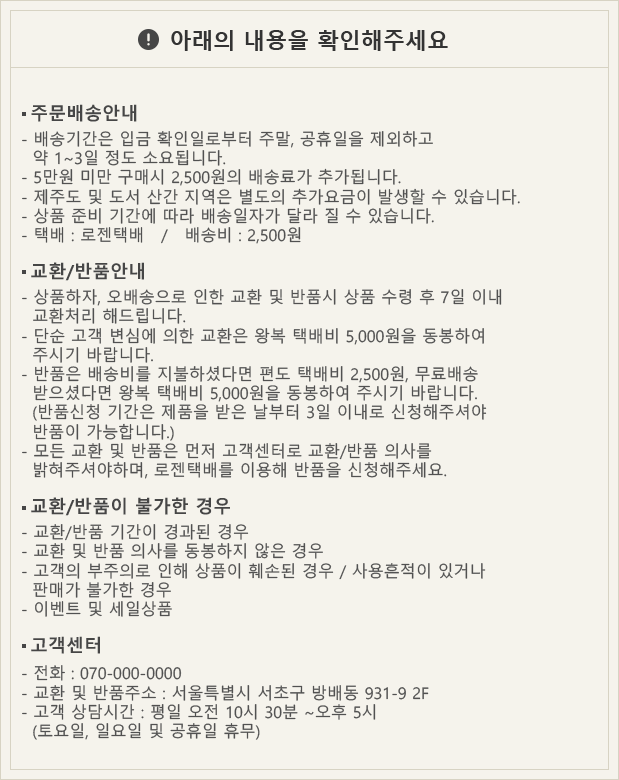 아래의 내용을 확인해주세요
주문배송안내
- 배송기간은 입금 확인일로부터 주말, 공휴일을 제외하고
약 1~3일 정도 소요됩니다.
- 5만원 미만 구매시 2,500원의 배송료가 추가됩니다.
- 제주도 및 도서 산간 지역은 별도의 추가요금이 발생할 수 있습니다.
- 상품 준비 기간에 따라 배송일자가 달라 질 수 있습니다.
- 택배 : 로젠택배 / 배송비 : 2,500원
교환/반품안내
- 상품하자, 오배송으로 인한 교환 및 반품시 상품 수령 후 7일 이내
교환처리 해드립니다.
- 단순 고객 변심에 의한 교환은 왕복 택배비 5,000원을 동봉하여
주시기 바랍니다.
- 반품은 배송비를 지불하셨다면 편도 택배비 2,500원, 무료배송
받으셨다면 왕복 택배비 5,000원을 동봉하여 주시기 바랍니다.
(반품신청 기간은 제품을 받은 날부터 3일 이내로 신청해주셔야
반품이 가능합니다.)
- 모든 교환 및 반품은 먼저 고객센터로 교환/반품 의사를
밝혀주셔야하며, 로젠택배를 이용해 반품을 신청해주세요.
교환/반품이 불가한 경우
- 교환/반품 기간이 경과된 경우
- 교환 및 반품 의사를 동봉하지 않은 경우
- 고객의 부주의로 인해 상품이 훼손된 경우 / 사용흔적이 있거나
판매가 불가한 경우
- 이벤트 및 세일상품
고객센터
- 전화 : 070-000-0000
- 교환 및 반품주소 : 서울특별시 서초구 방배동 931-9 2F
- 고객 상담시간 : 평일 오전 10시 30분 ~오후 5시
(토요일, 일요일 및 공휴일 휴무)